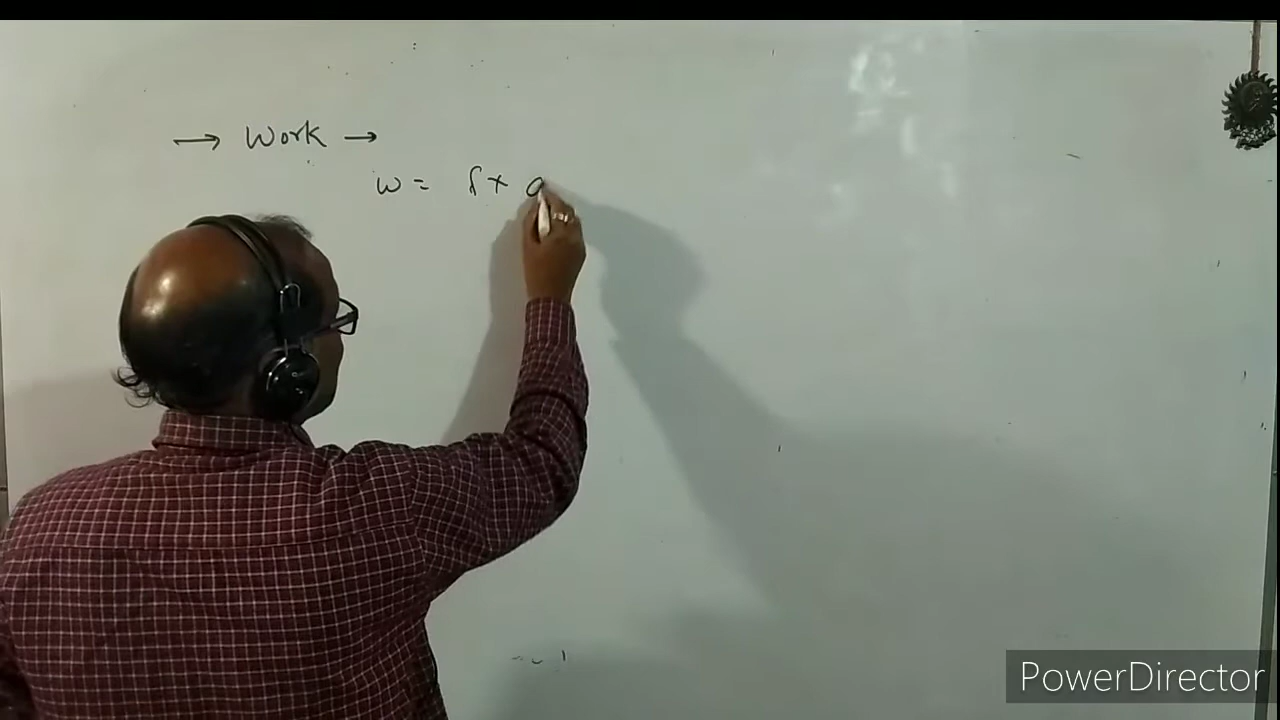 → Work →
w = f x
PowerDirector